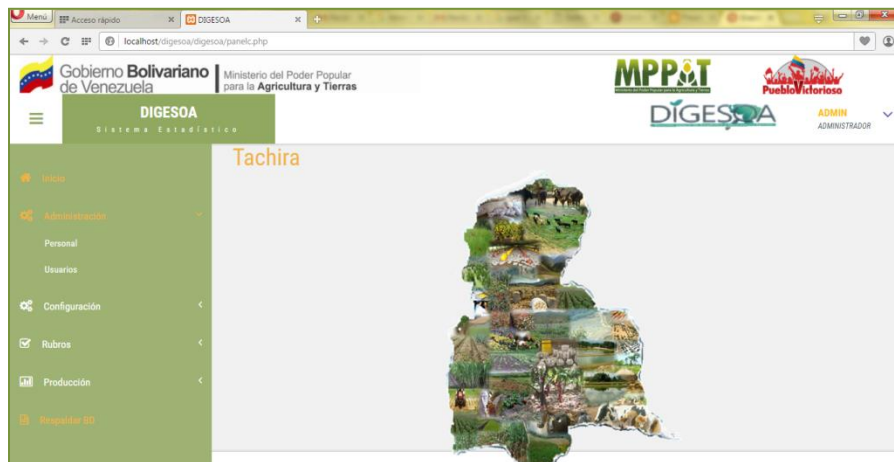 Menú
Acceso rápido
DIGESOA
localhost/digesoa/digesoa/panelc.php
Gobierno Bolivariano
de Venezuela
Ministerio del Poder Popular
para la Agricultura y Tierras
MPPAT
PuebloVictorioso
DIGESOA
Sistema Estadístico
DIGESOA
ADMIN
ADMINISTRADOR
Tachira
Inicio
Administración
Personal
Usuarios
Configuración
Rubros
Producción
Respaldar BD